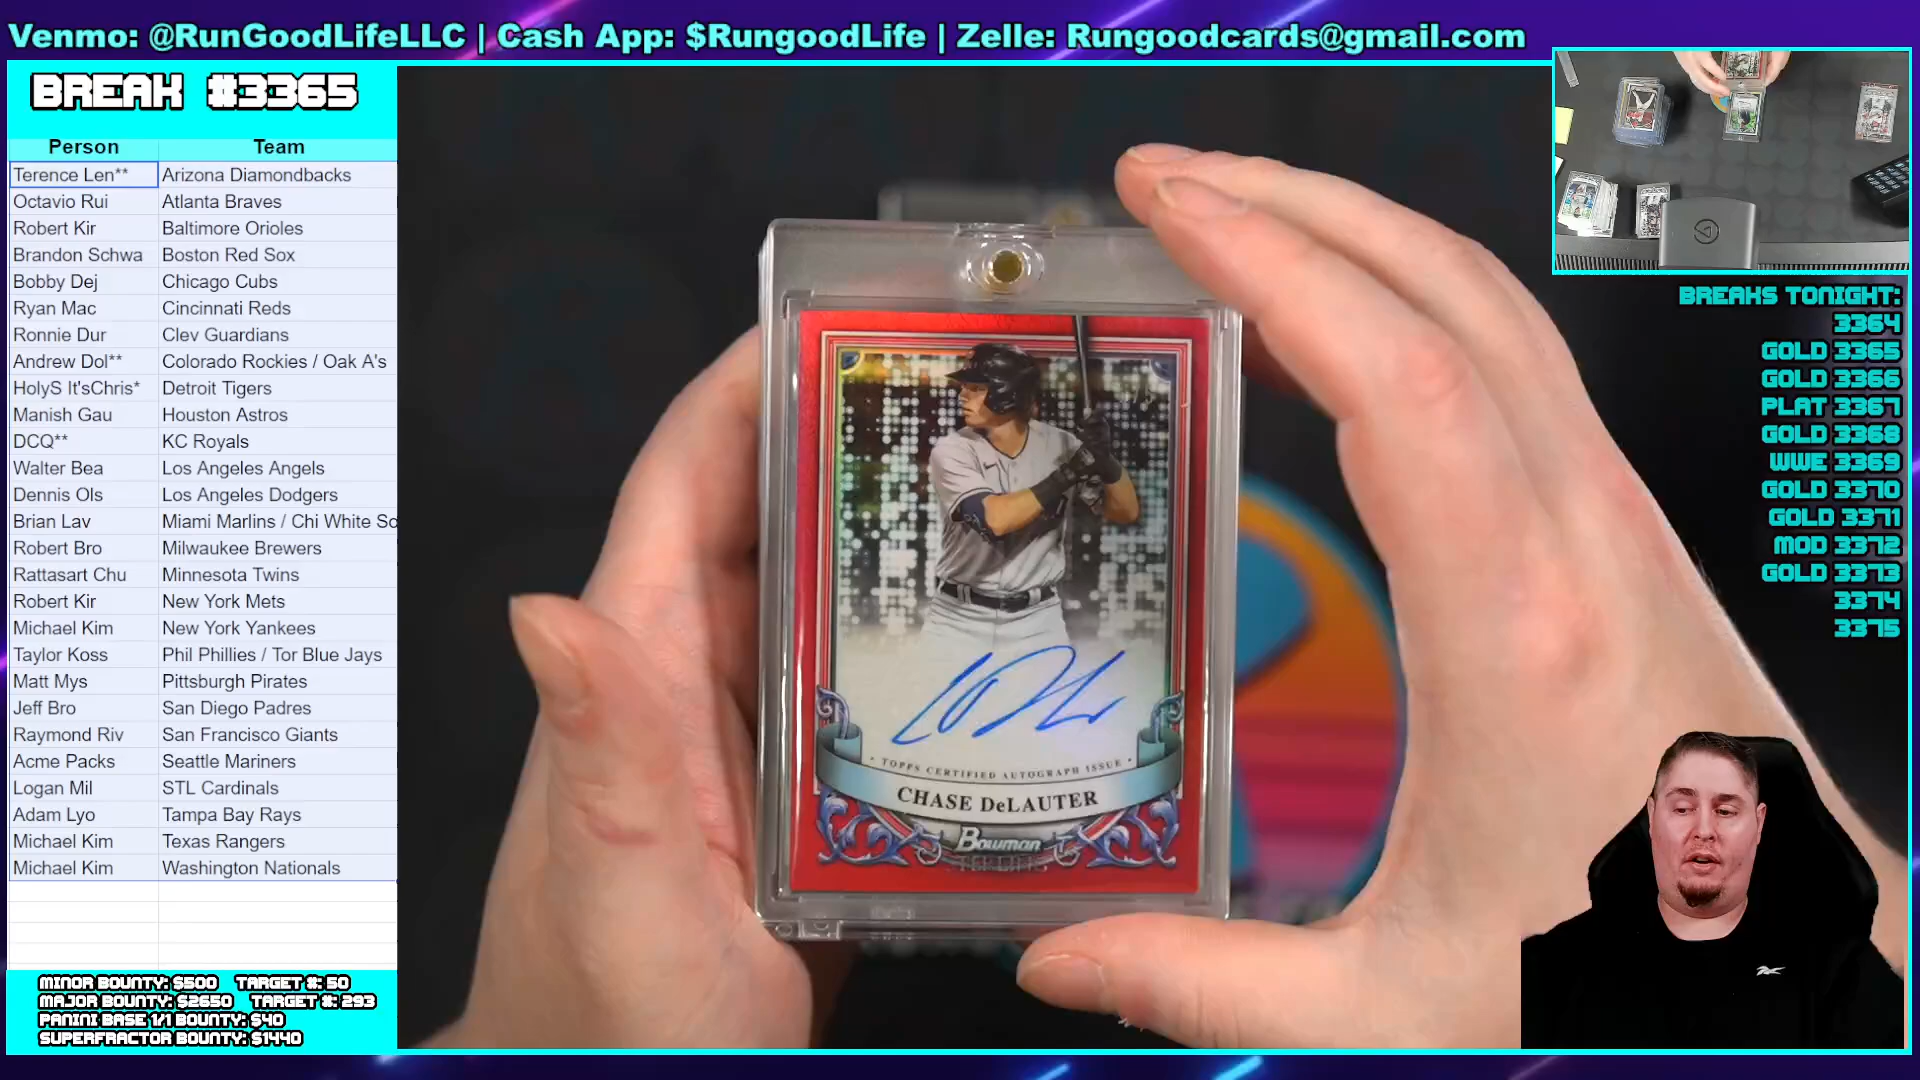 Venmo: @RunGoodLifeLLC | Cash App: $RungoodLife | Zelle: Rungoodcards@gmail.com
BREAK #3365
Person Team
Terence Len** Arizona Diamondbacks
Octavio Rui Atlanta Braves
Robert Kir Baltimore Orioles
Brandon Schwa Boston Red Sox
Bobby Dej Chicago Cubs
Ryan Mac Cincinnati Reds
Ronnie Dur Clev Guardians
Andrew Dol** Colorado Rockies / Oak A's
HolyS It'sChris* Detroit Tigers
Manish Gau Houston Astros
DCQ** KC Royals
Walter Bea Los Angeles Angels
Dennis Ols Los Angeles Dodgers
Brian Lav Miami Marlins / Chi White So
Robert Bro Milwaukee Brewers
Rattasart Chu Minnesota Twins
Robert Kir New York Mets
Michael Kim New York Yankees
Taylor Koss Phil Phillies / Tor Blue Jays
Matt Mys Pittsburgh Pirates
Jeff Bro San Diego Padres
Raymond Riv San Francisco Giants
Acme Packs Seattle Mariners
Logan Mil STL Cardinals
Adam Lyo Tampa Bay Rays
Michael Kim Texas Rangers
Michael Kim Washington Nationals
MINOR BOUNTY: $500 TARGET #: 50
MAJOR BOUNTY: $2650 TARGET #: 293
PANINI BASE 1/1 BOUNTY: $40
SUPERFRACTOR BOUNTY: $1440
• TOPPS CERTIFIED AUTOGRAPH ISSUE •
CHASE DeLAUTER
Bowman
STERLING
BREAKS TONIGHT:
3364
GOLD 3365
GOLD 3366
PLAT 3367
GOLD 3368
WWE 3369
GOLD 3370
GOLD 3371
MOD 3372
GOLD 3373
3374
3375